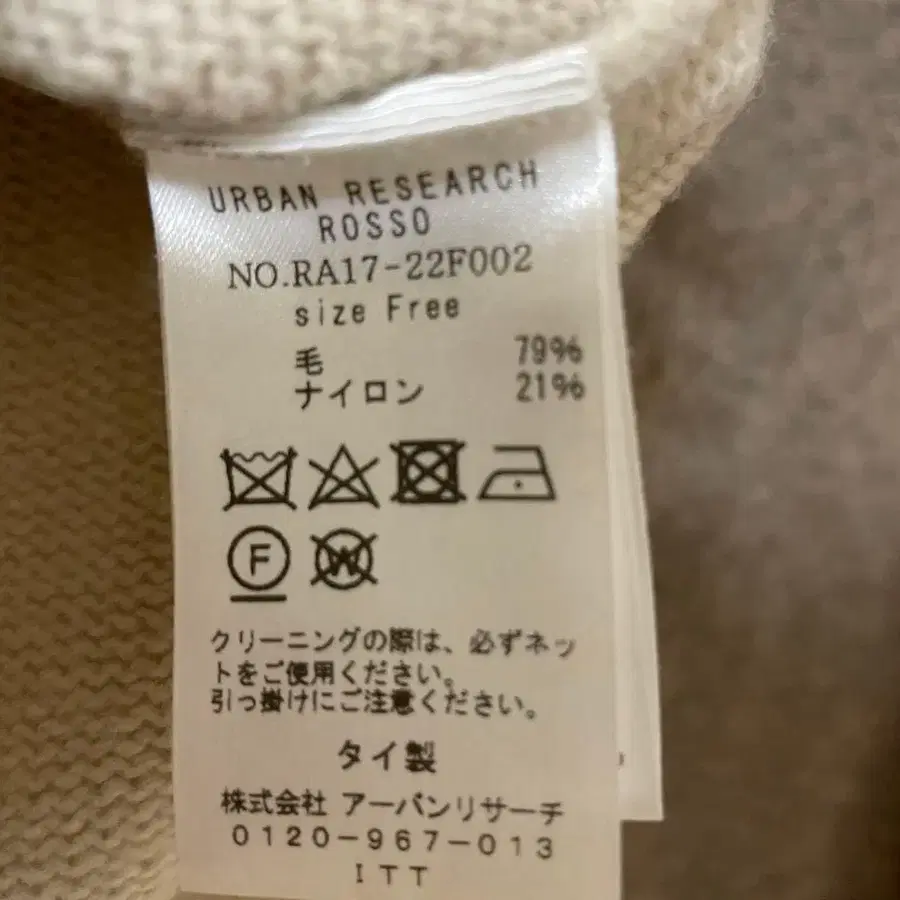 URBAN RESEARCH
ROSSO
NO.RA17-22F002
size Free
毛 79%
ナイロン 21%
F W
クリーニングの際は、必ずネッ
トをご使用ください。
引っ掛けにご注意ください。
タイ製
株式会社 アーバンリサーチ
0120-967-013
ITT